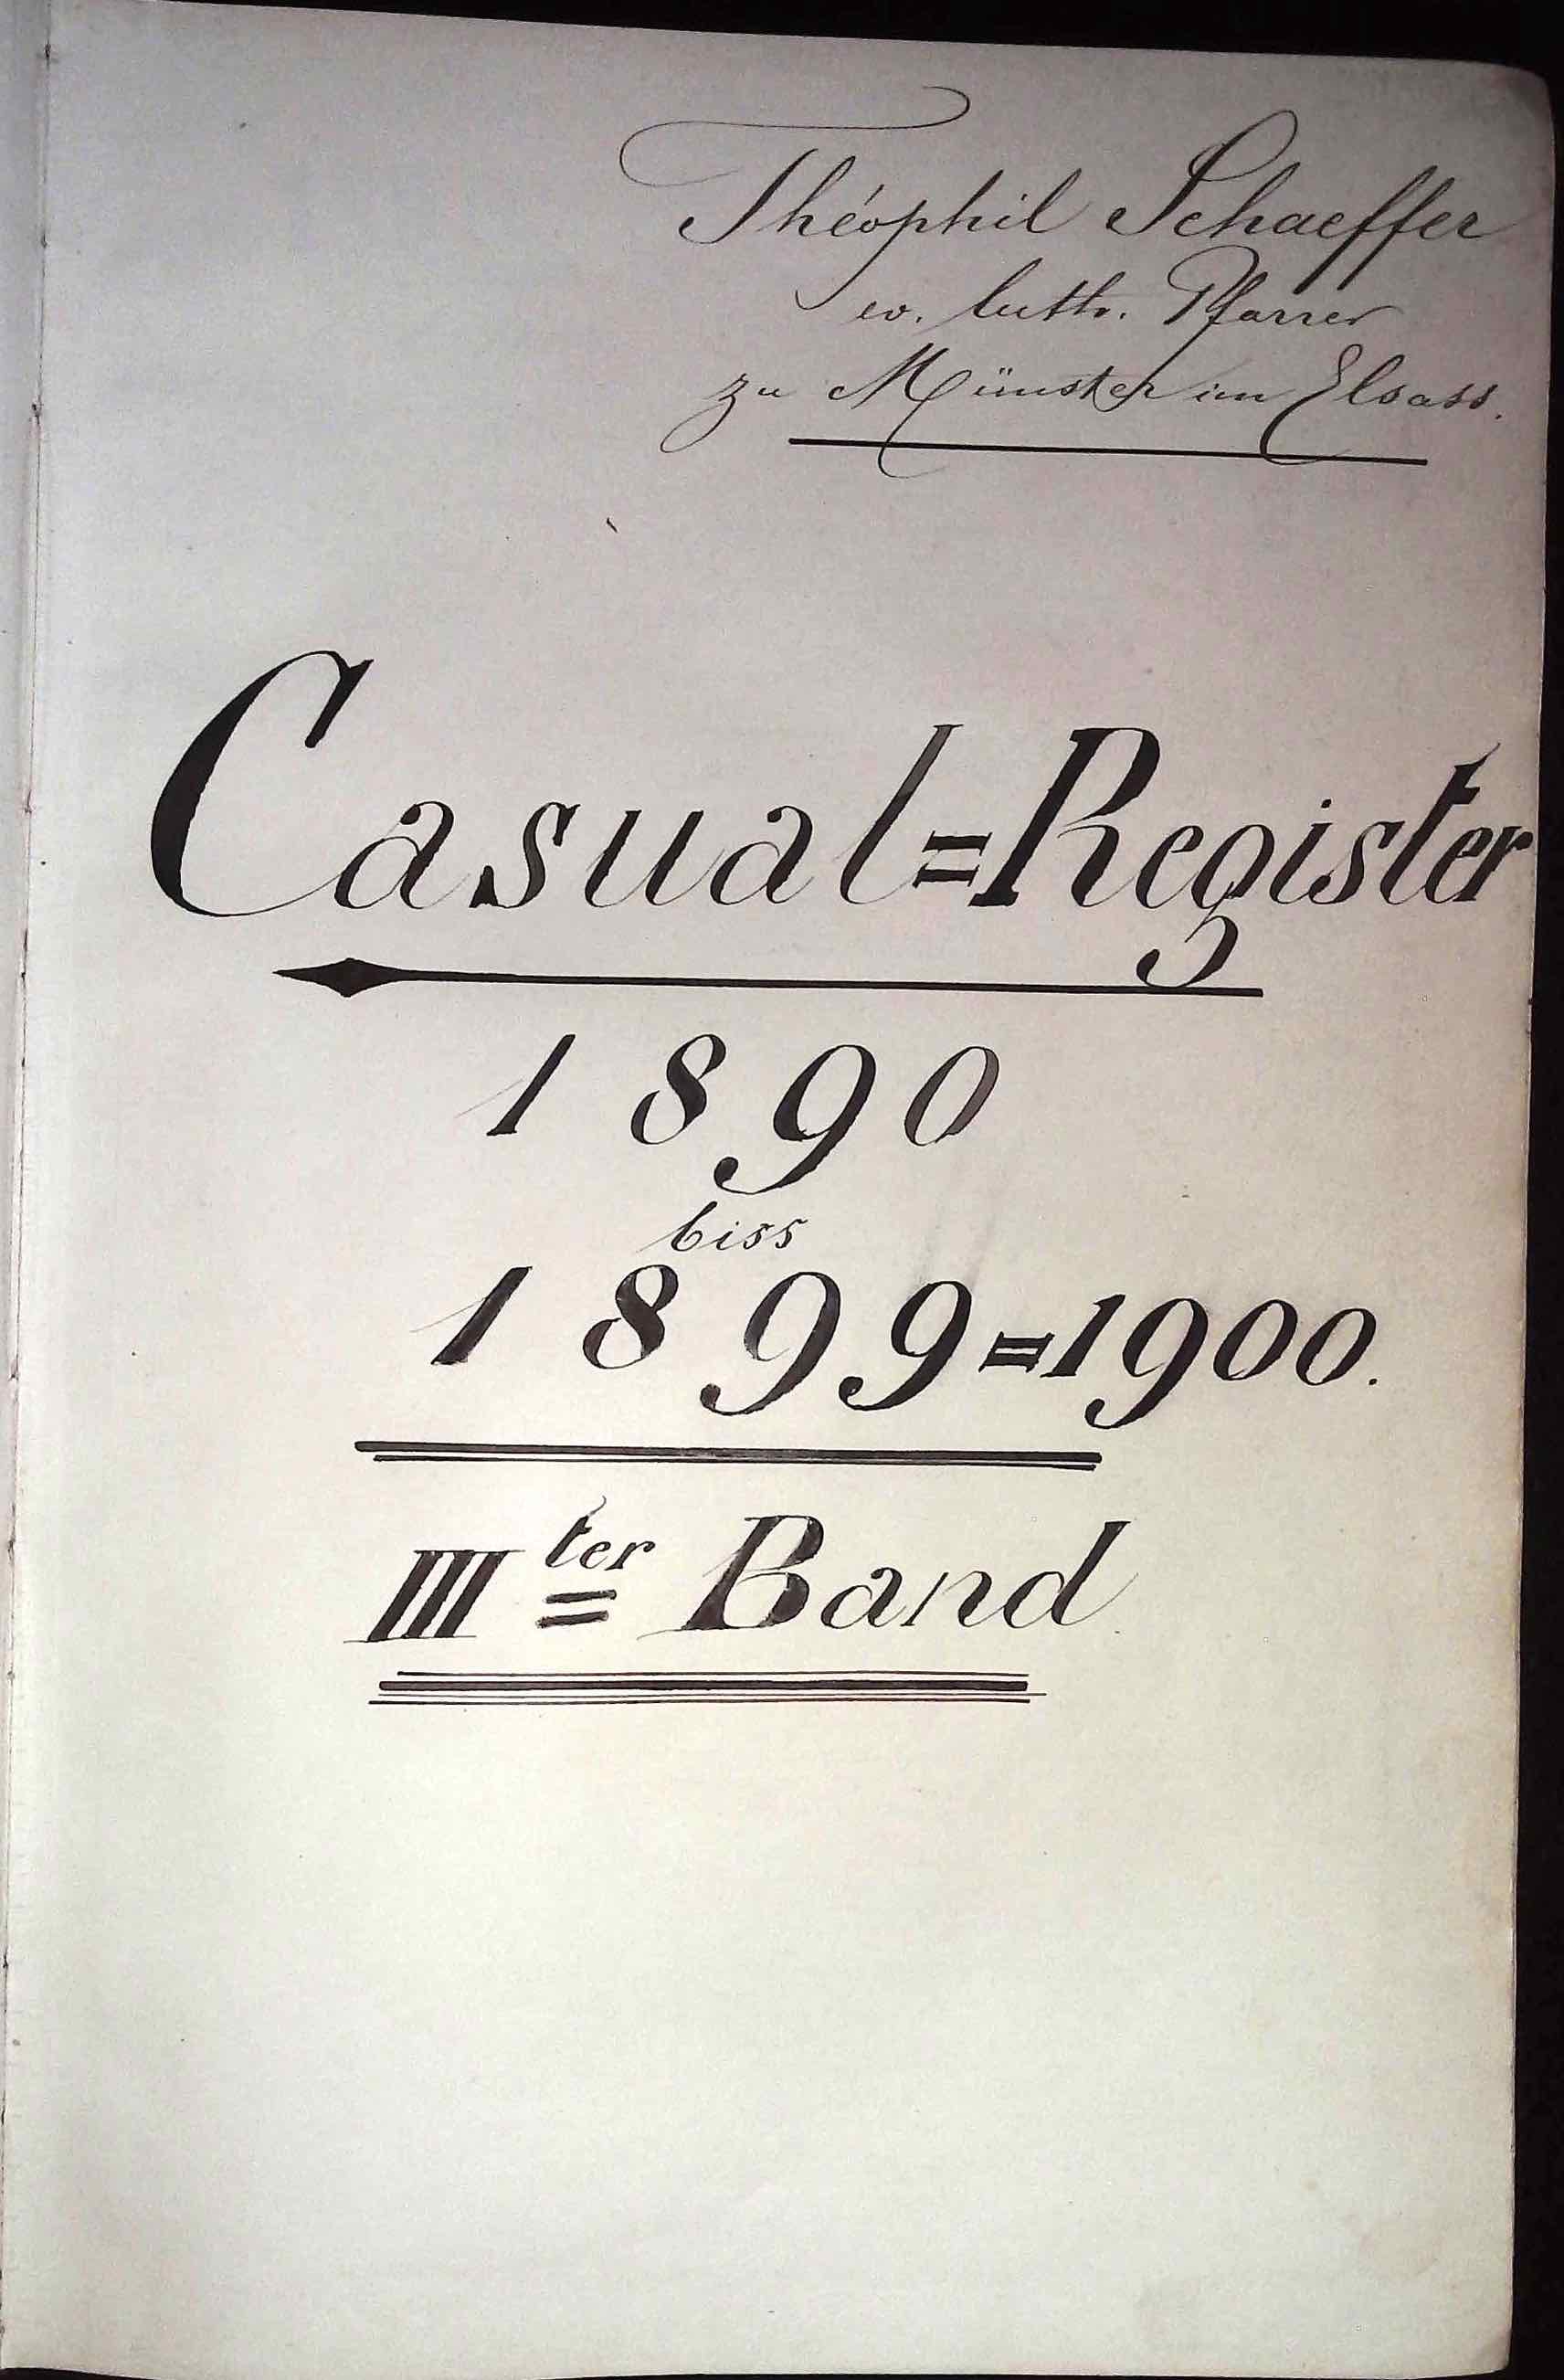 Théophil Schaeffer
ev. luth. Pfarrer
zu Münster im Elsass.
Casual=Register
1890
biss
1899=1900.
III ter Band